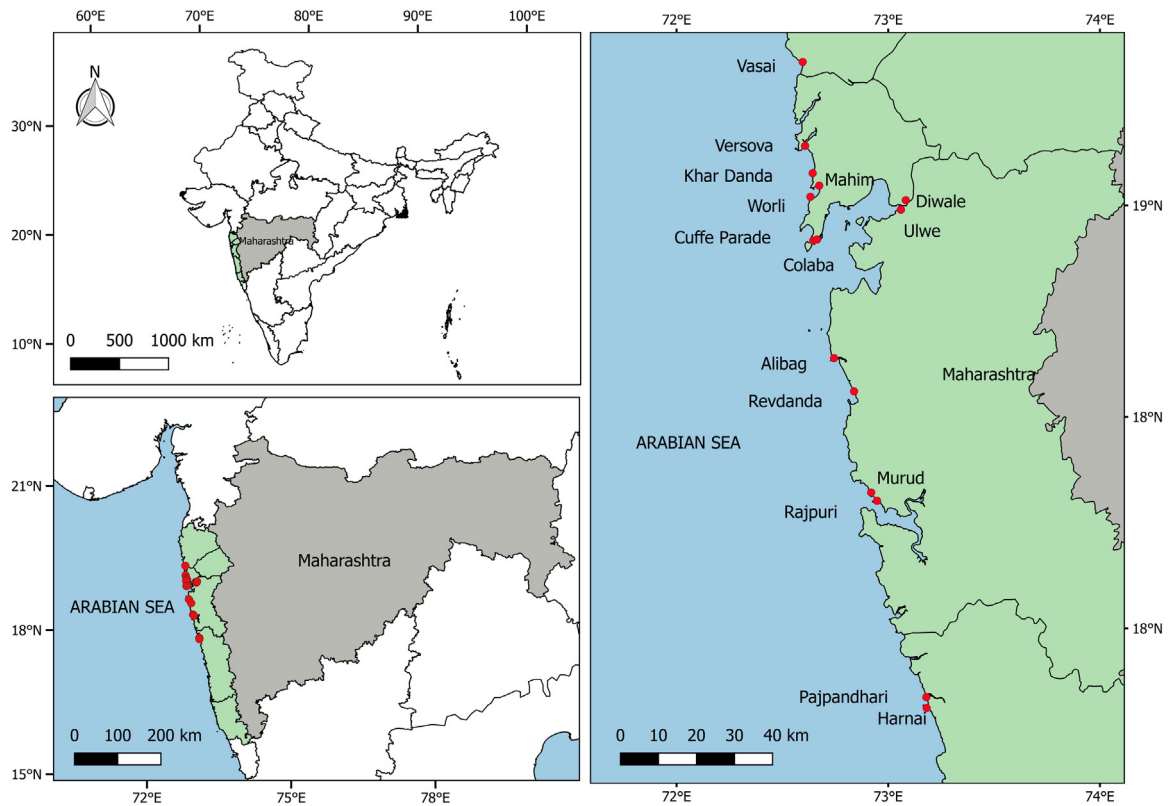 60°E 70°E 80°E 90°E 100°E
N
30°N
20°N
10°N
Maharashtra
0 500 1000 km
21°N
18°N
15°N
Maharashtra
ARABIAN SEA
0 100 200 km
72°E 75°E 78°E
72°E 73°E 74°E
Vasai
Versova
Khar Danda
Mahim
Worli
Diwale
19°N
Ulwe
Cuffe Parade
Colaba
Alibag
Maharashtra
Revdanda
18°N
ARABIAN SEA
Murud
Rajpuri
18°N
Pajpandhari
Harnai
0 10 20 30 40 km
72°E 73°E 74°E